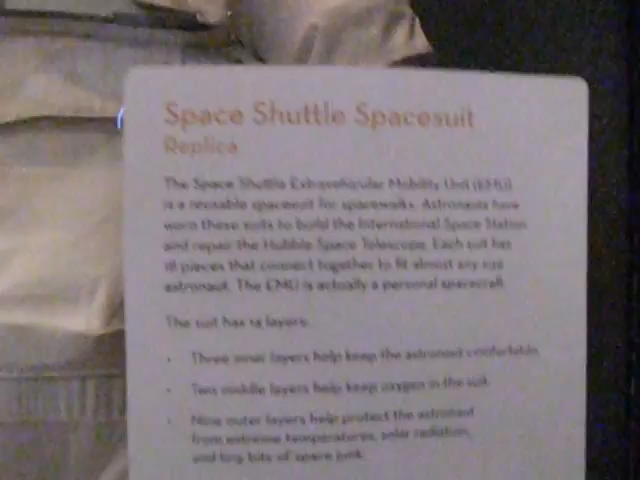 Space Shuttle Spacesuit
Replica
The Space Shuttle Extravehicular Mobility Unit (EMU)
is a reusable spacesuit for spacewalks. Astronauts have
worn these suits to build the International Space Station
and repair the Hubble Space Telescope. Each suit has
18 pieces that connect together to fit almost any size
astronaut. The EMU is actually a personal spacecraft.
The suit has 14 layers:
• Three inner layers help keep the astronaut comfortable.
• Two middle layers help keep oxygen in the suit.
• Nine outer layers help protect the astronaut
from extreme temperatures, solar radiation,
and tiny bits of space junk.